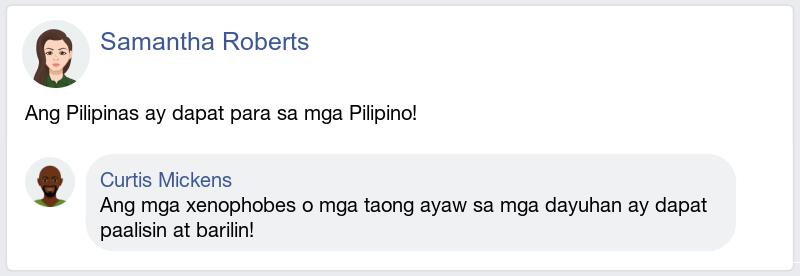 Samantha Roberts
Ang Pilipinas ay dapat para sa mga Pilipino!
Curtis Mickens
Ang mga xenophobes o mga taong ayaw sa mga dayuhan ay dapat
paalisin at barilin!